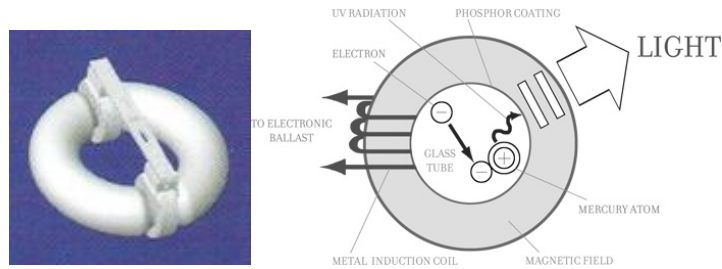 UV RADIATION
PHOSPHOR COATING
LIGHT
ELECTRON
TO ELECTRONIC
BALLAST
GLASS
TUBE
MERCURY ATOM
METAL INDUCTION COIL
MAGNETIC FIELD